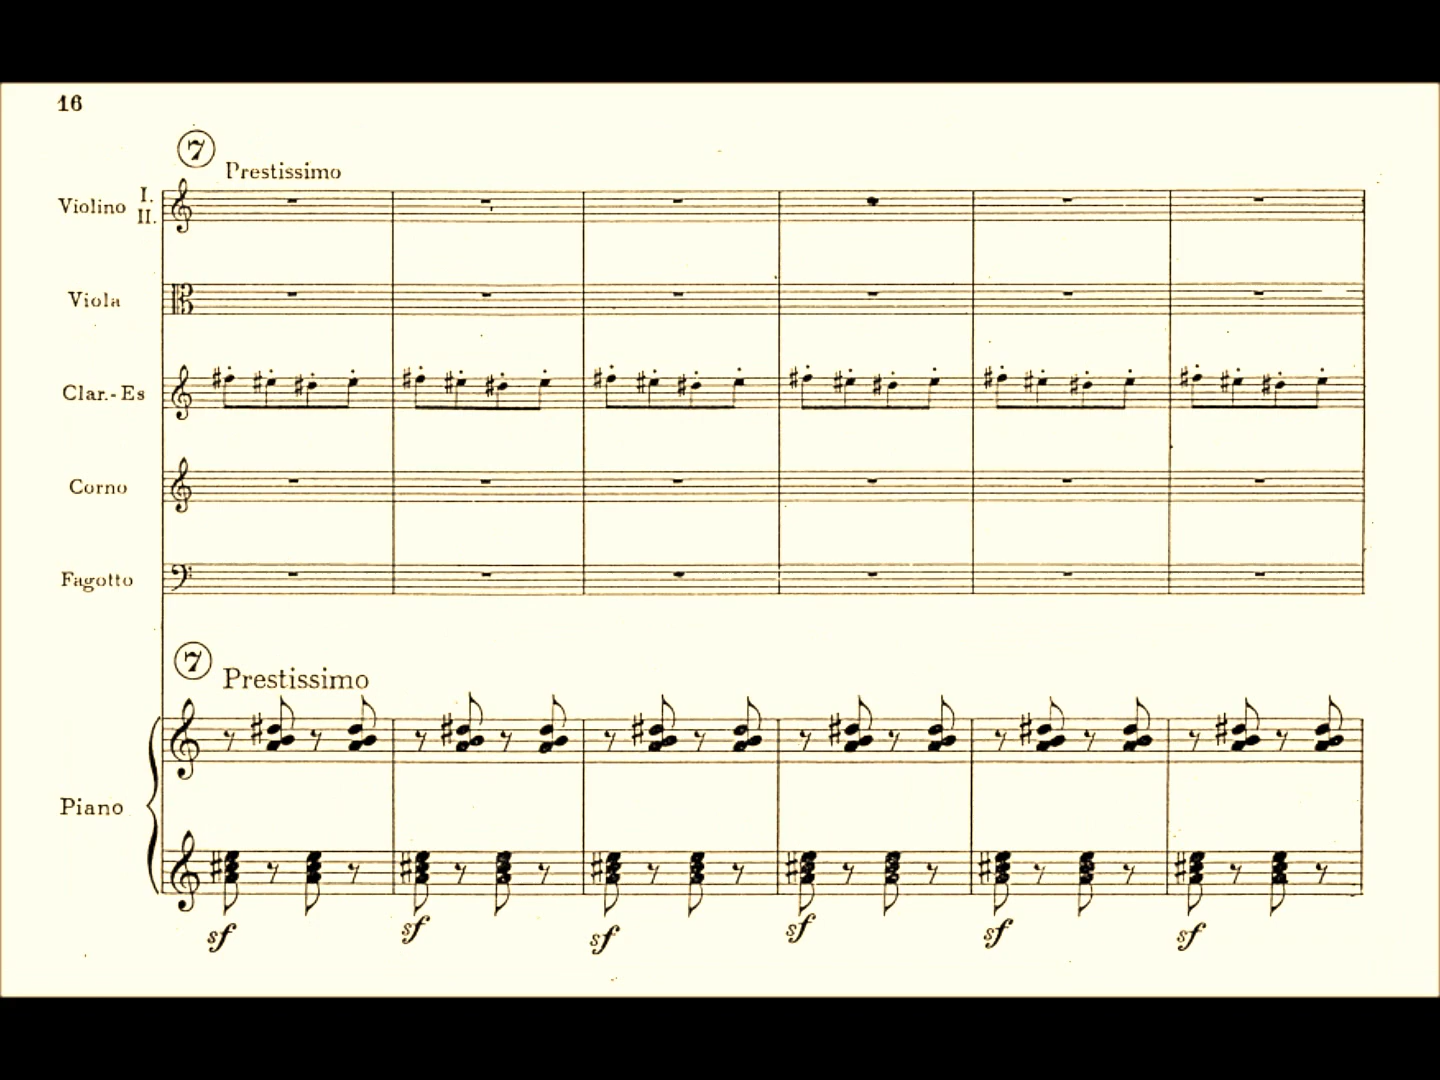 16
7
Prestissimo
Violino I.
II.
Viola
Clar.-Es
Corno
Fagotto
7
Prestissimo
Piano
sf sf sf sf sf sf